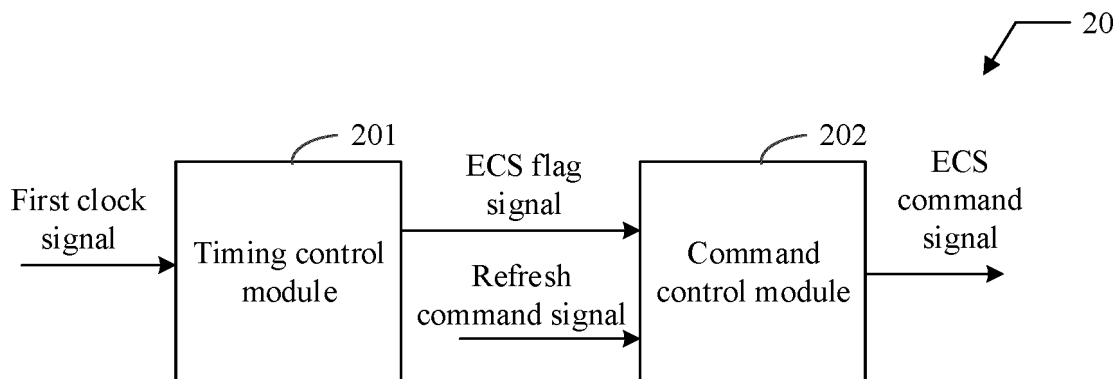 20
201
202
First clock
signal
Timing control
module
ECS flag
signal
Refresh
command signal
Command
control module
ECS
command
signal